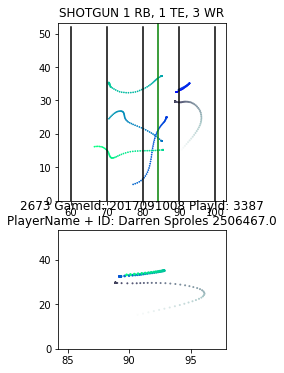 SHOTGUN 1 RB, 1 TE, 3 WR
50
40
30
20
10
0
60 70 80 90 100
2673 GameId: 2017091008 PlayId: 3387
PlayerName + ID: Darren Sproles 2506467.0
40
20
0
85 90 95